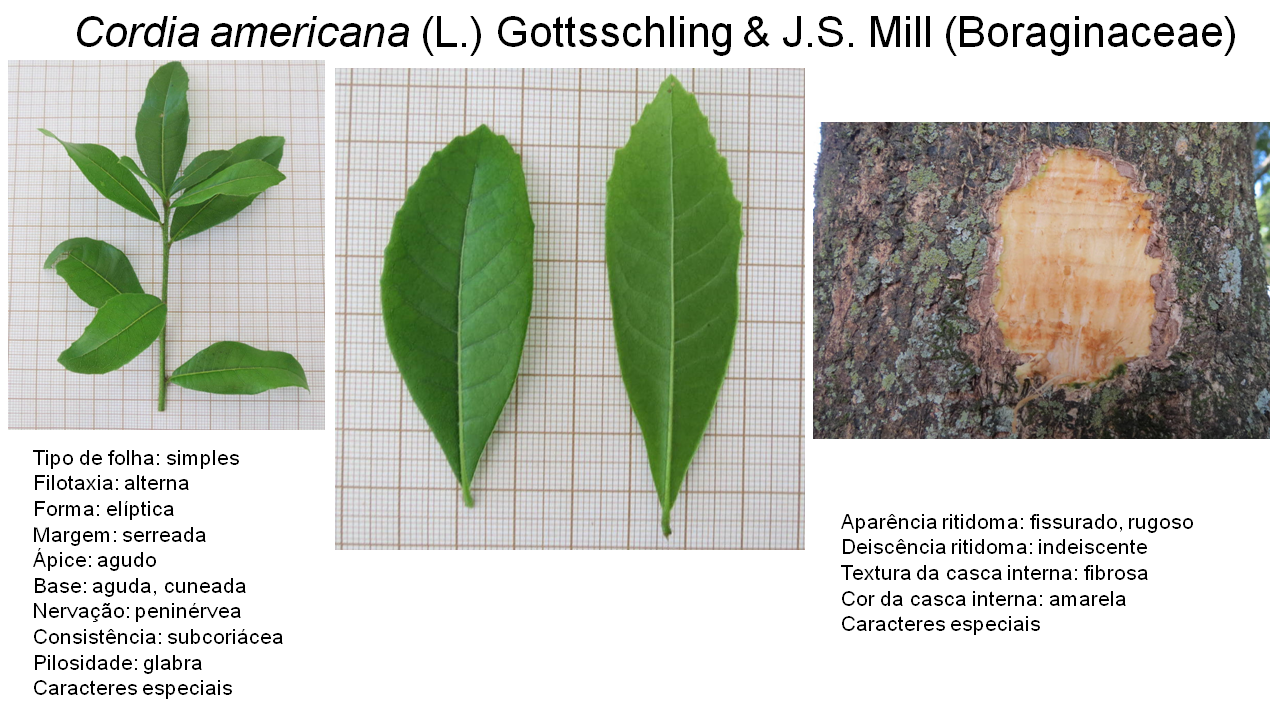 Cordia americana (L.) Gottsschling & J.S. Mill (Boraginaceae)
Tipo de folha: simples
Filotaxia: alterna
Forma: elíptica
Margem: serreada
Ápice: agudo
Base: aguda, cuneada
Nervação: peninérvea
Consistência: subcoriácea
Pilosidade: glabra
Caracteres especiais
Aparência ritidoma: fissurado, rugoso
Deiscência ritidoma: indeiscente
Textura da casca interna: fibrosa
Cor da casca interna: amarela
Caracteres especiais